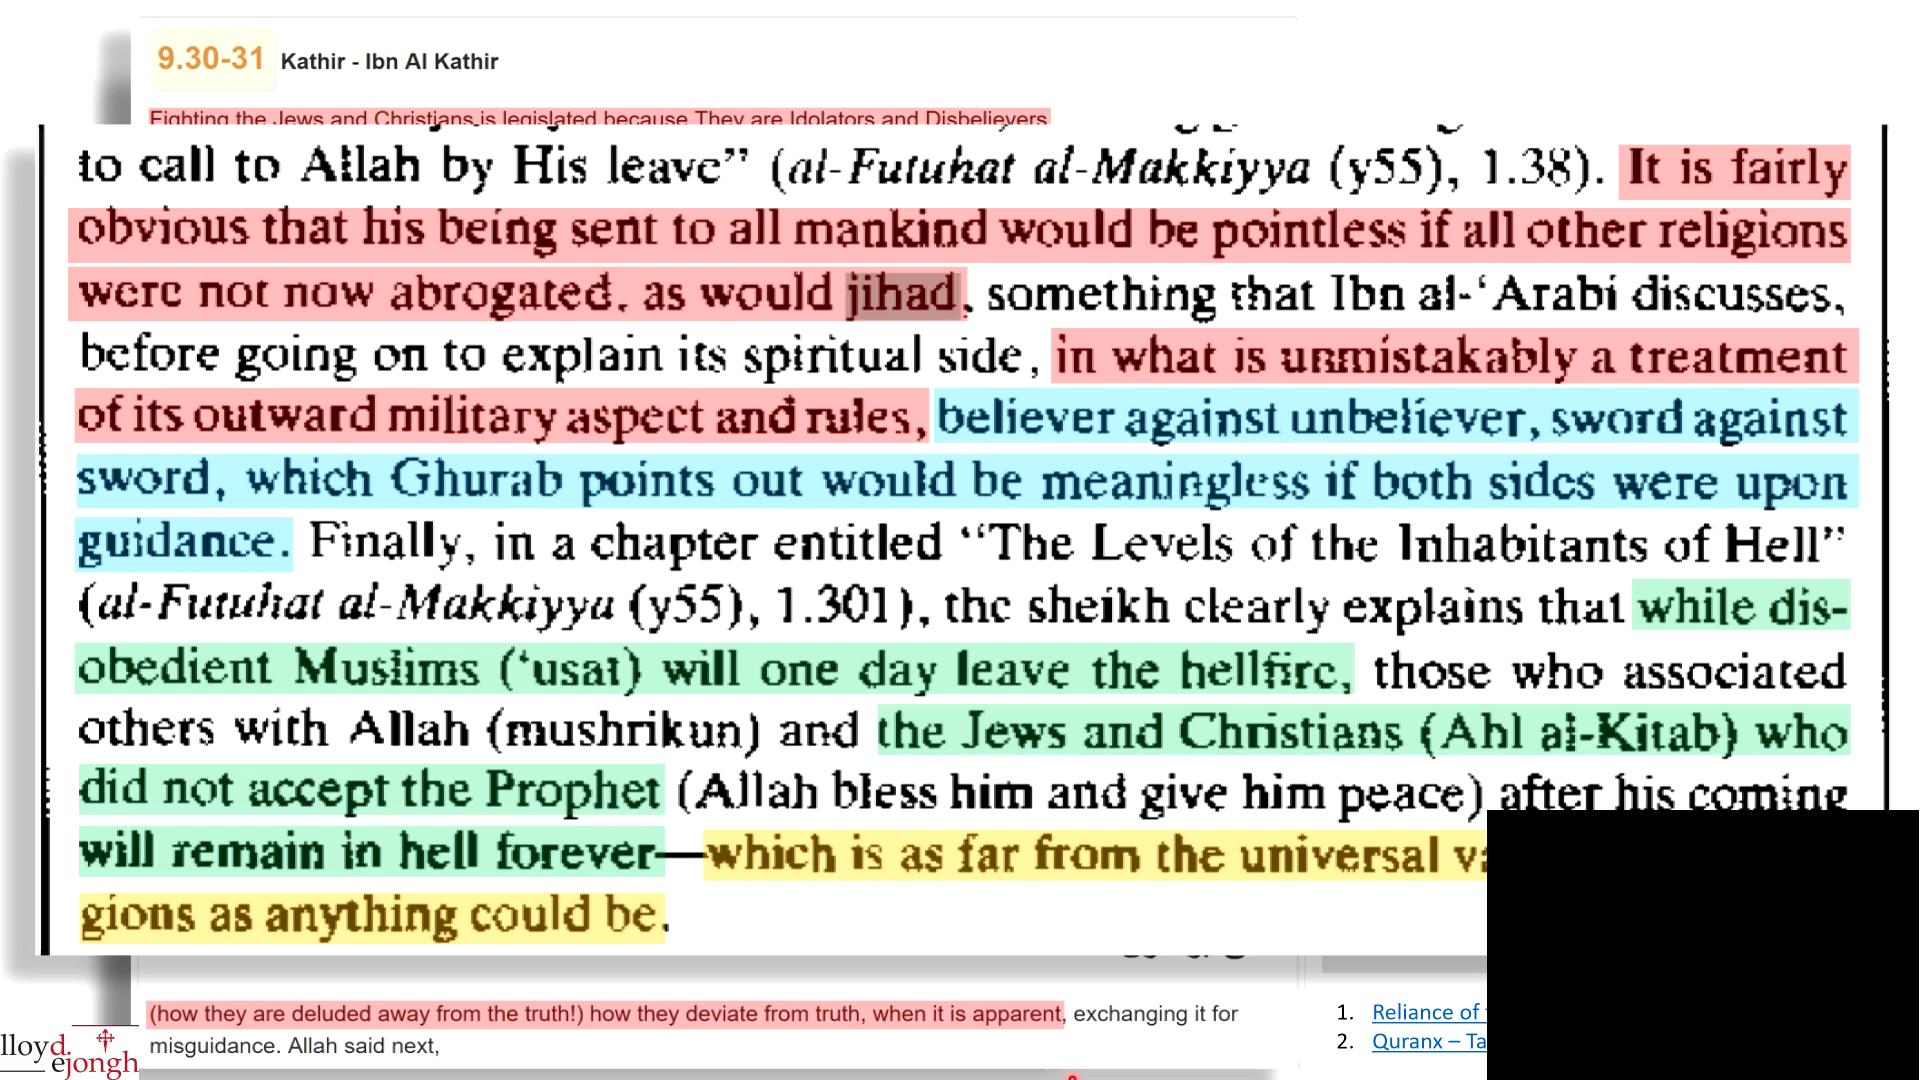 9.30-31 Kathir - Ibn Al Kathir
Fighting the Jews and Christians is legislated because They are Idolators and Disbelievers
to call to Allah by His leave” (al-Futuhat al-Makkiyya (y55), 1.38). It is fairly
obvious that his being sent to all mankind would be pointless if all other religions
were not now abrogated, as would jihad, something that Ibn al-‘Arabi discusses,
before going on to explain its spiritual side, in what is unmistakably a treatment
of its outward military aspect and rules, believer against unbeliever, sword against
sword, which Ghurab points out would be meaningless if both sides were upon
guidance. Finally, in a chapter entitled “The Levels of the Inhabitants of Hell”
(al-Futuhat al-Makkiyya (y55), 1.301), the sheikh clearly explains that while dis-
obedient Muslims (‘usat) will one day leave the hellfire, those who associated
others with Allah (mushrikun) and the Jews and Christians (Ahl al-Kitab) who
did not accept the Prophet (Allah bless him and give him peace) after his coming
will remain in hell forever—which is as far from the universal
gions as anything could be.
(how they are deluded away from the truth!) how they deviate from truth, when it is apparent, exchanging it for
misguidance. Allah said next,
1. Reliance of
2. Quranx – Ta
lloyd
ejongh